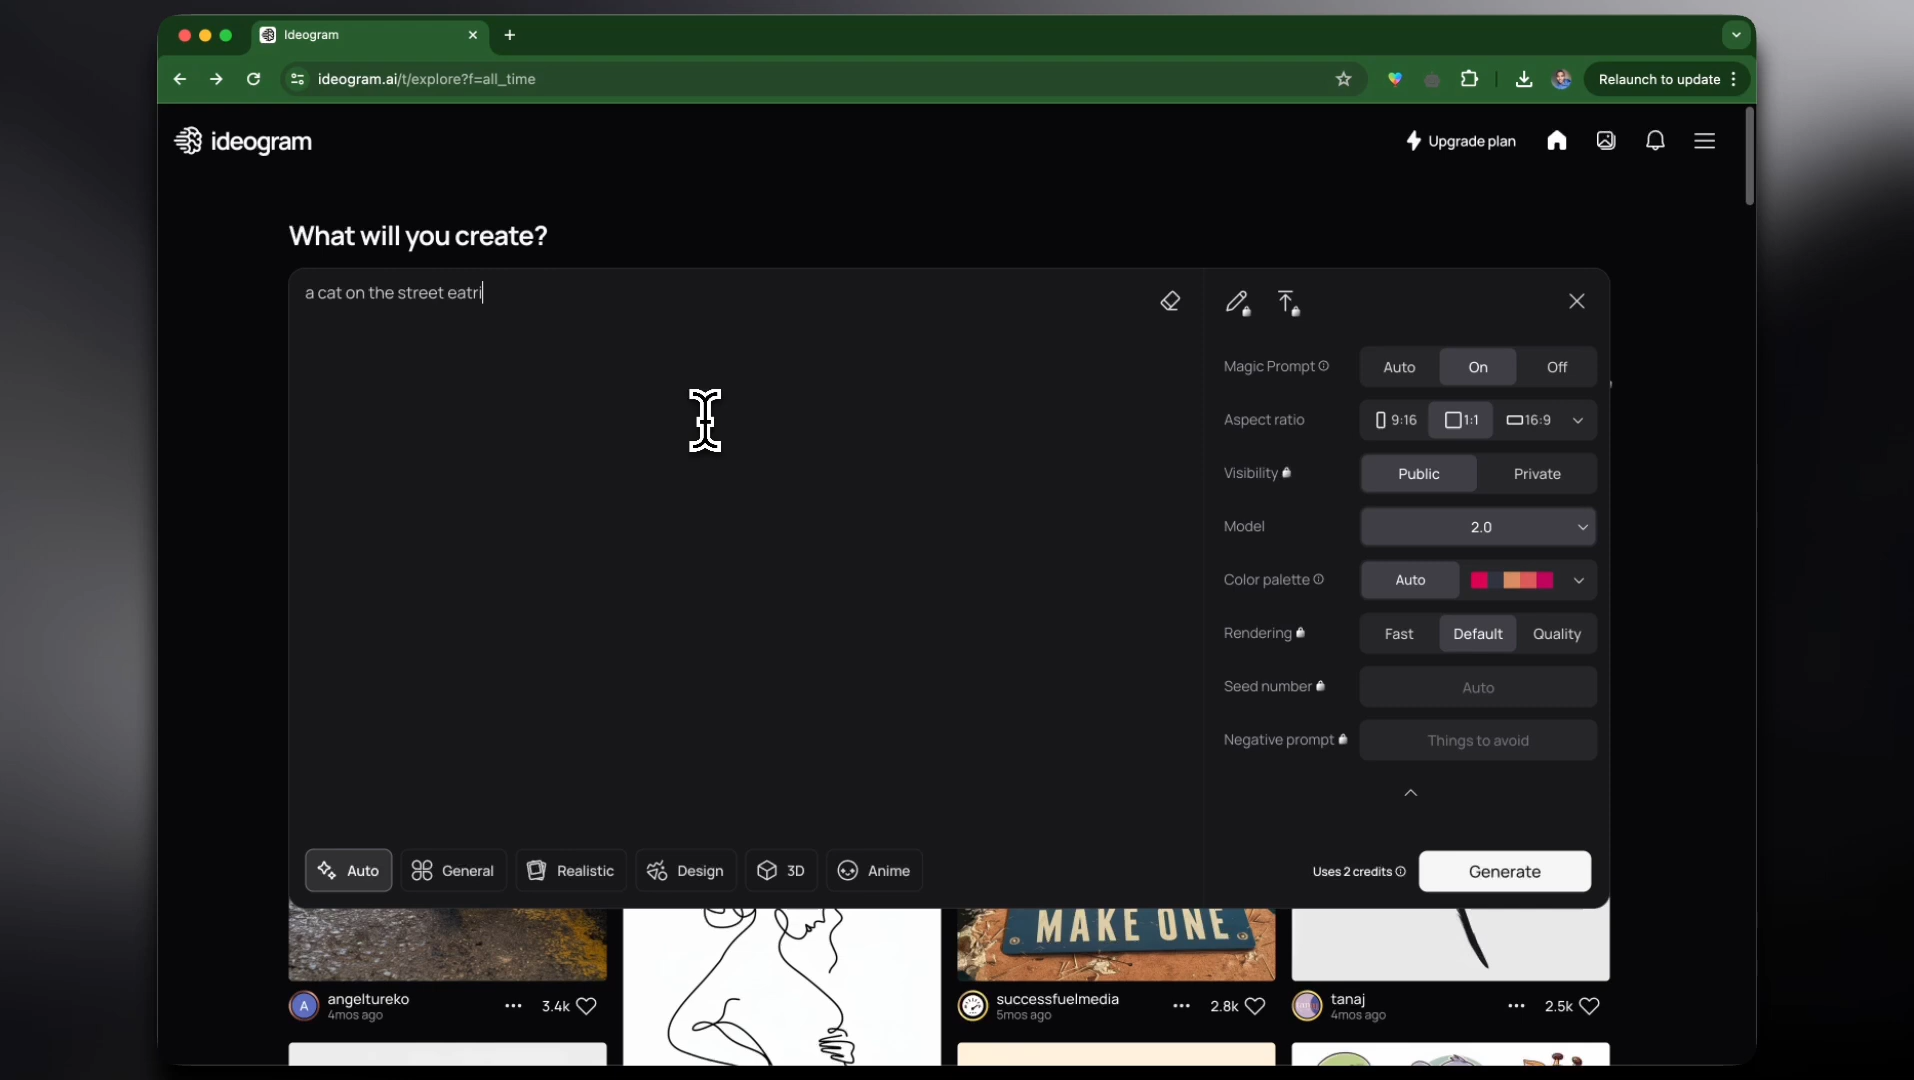 Ideogram
ideogram.ai/t/explore?f=all_time
Relaunch to update
ideogram
Upgrade plan
What will you create?
a cat on the street eatri
Magic Prompt
Auto
On
Off
Aspect ratio
9:16
1:1
16:9
Visibility
Public
Private
Model
2.0
Color palette
Auto
Rendering
Fast
Default
Quality
Seed number
Auto
Negative prompt
Things to avoid
Auto
General
Realistic
Design
3D
Anime
Uses 2 credits
Generate
MAKE ONE
A
angeltureko
4mos ago
3.4k
successfuelmedia
5mos ago
2.8k
tanaj
4mos ago
2.5k